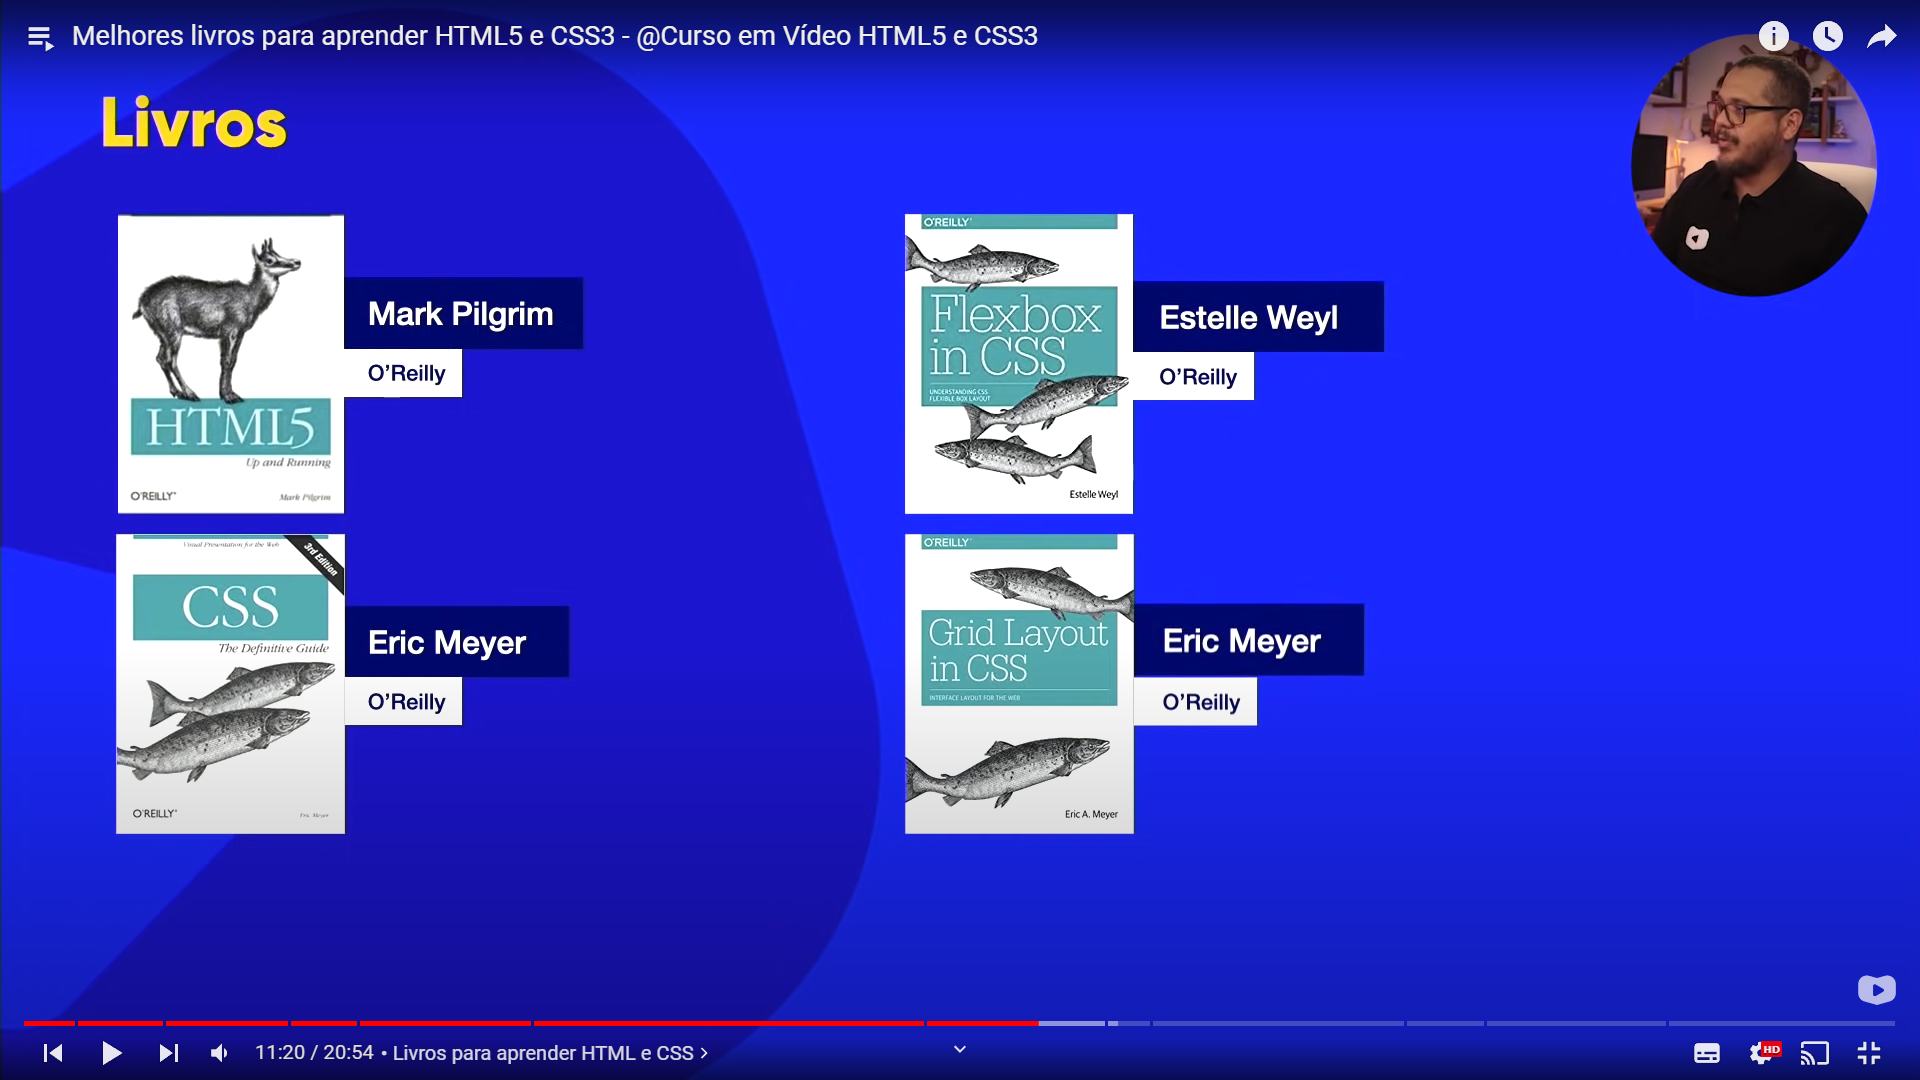 Melhores livros para aprender HTML5 e CSS3 - @Curso em Vídeo HTML5 e CSS3
Livros
HTML5
Up and Running
O'REILLY®
Mark Pilgrim
Mark Pilgrim
O’Reilly
O'REILLY®
Flexbox
in CSS
UNDERSTANDING CSS
FLEXIBLE BOX LAYOUT
Estelle Weyl
Estelle Weyl
O’Reilly
Visual Presentation for the Web
3rd Edition
CSS
The Definitive Guide
O'REILLY®
Eric Meyer
Eric Meyer
O’Reilly
O'REILLY®
Grid Layout
in CSS
INTERFACE LAYOUT FOR THE WEB
Eric A. Meyer
Eric Meyer
O’Reilly
11:20 / 20:54 • Livros para aprender HTML e CSS
HD